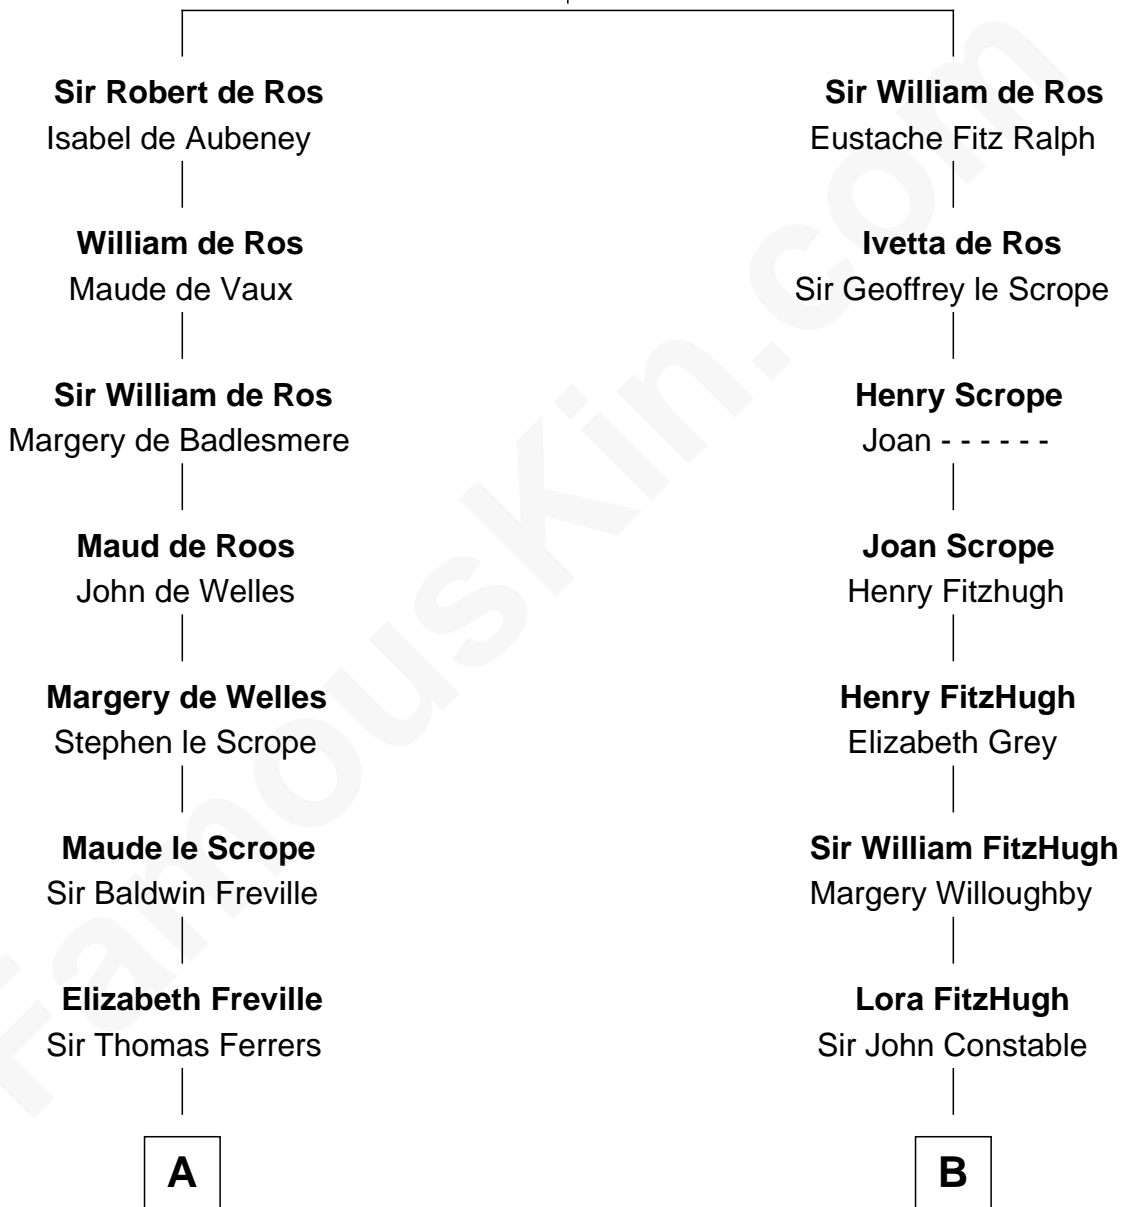 Sir Robert de Ros
Isabel de Aubeney
William de Ros
Maude de Vaux
Sir William de Ros
Margery de Badlesmere
Maud de Roos
John de Welles
Margery de Welles
Stephen le Scrope
Maude le Scrope
Sir Baldwin Freville
Elizabeth Freville
Sir Thomas Ferrers
A
Sir William de Ros
Eustache Fitz Ralph
Ivetta de Ros
Sir Geoffrey le Scrope
Henry Scrope
Joan - - - - - -
Joan Scrope
Henry Fitzhugh
Henry FitzHugh
Elizabeth Grey
Sir William FitzHugh
Margery Willoughby
Lora FitzHugh
Sir John Constable
B
FamousKin.com